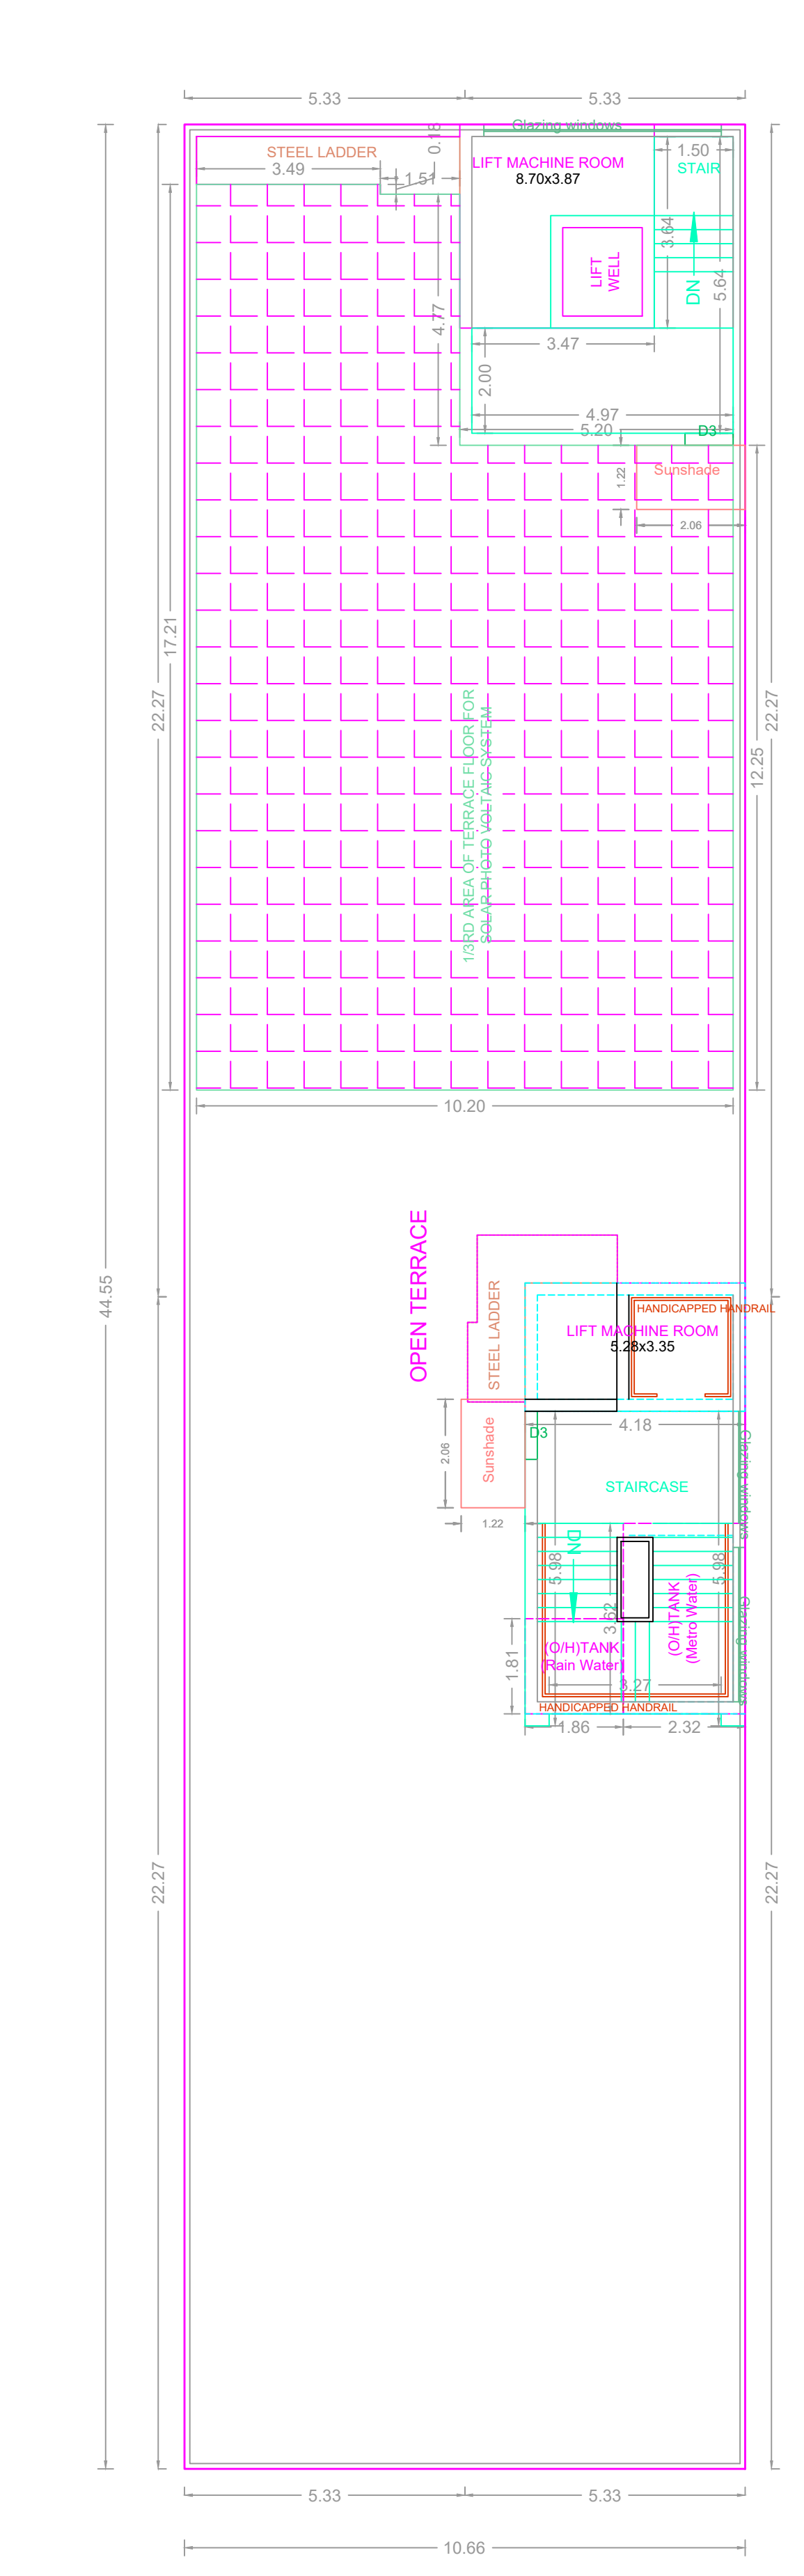 5.33
5.33
Glazing windows
0.18
STEEL LADDER
3.49
1.51
LIFT MACHINE ROOM
8.70x3.87
1.50
STAIR
3.64
5.64
LIFT
WELL
DN
4.77
3.47
2.00
4.97
5.20
D3
1.22
Sunshade
2.06
17.21
22.27
22.27
12.25
1/3RD AREA OF TERRACE FLOOR FOR
SOLAR PHOTO VOLTAIC SYSTEM
10.20
44.55
OPEN TERRACE
STEEL LADDER
HANDICAPPED HANDRAIL
LIFT MACHINE ROOM
5.28x3.35
4.18
D3
Sunshade
2.06
Glazing windows
STAIRCASE
1.22
DN
5.98
5.98
3.62
(O/H)TANK
(Metro Water)
Glazing windows
1.81
(O/H)TANK
(Rain Water)
3.27
HANDICAPPED HANDRAIL
1.86
2.32
22.27
22.27
5.33
5.33
10.66